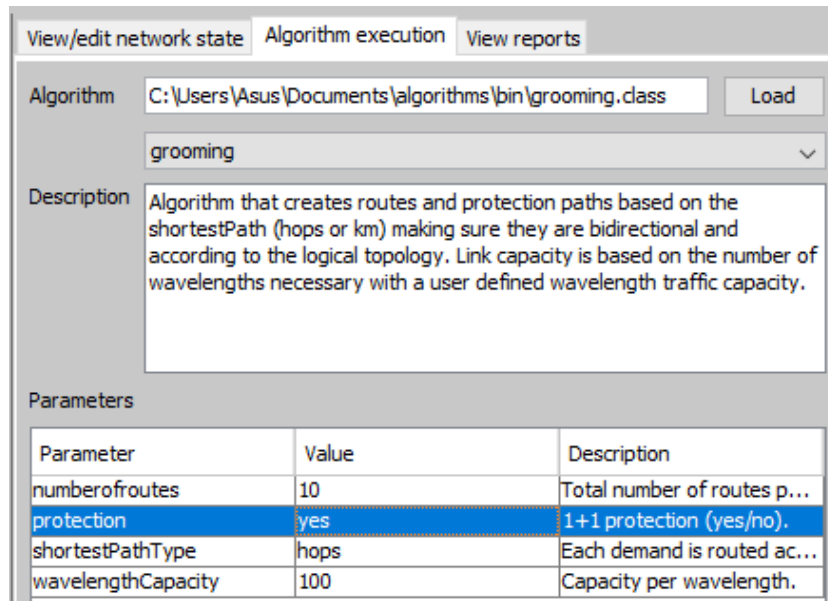 View/edit network state Algorithm execution View reports
Algorithm C:\Users\Asus\Documents\algorithms\bin\grooming.class Load
grooming
Description Algorithm that creates routes and protection paths based on the
shortestPath (hops or km) making sure they are bidirectional and
according to the logical topology. Link capacity is based on the number of
wavelengths necessary with a user defined wavelength traffic capacity.
Parameters
Parameter Value Description
numberofroutes 10 Total number of routes p...
protection yes 1+1 protection (yes/no).
shortestPathType hops Each demand is routed ac...
wavelengthCapacity 100 Capacity per wavelength.